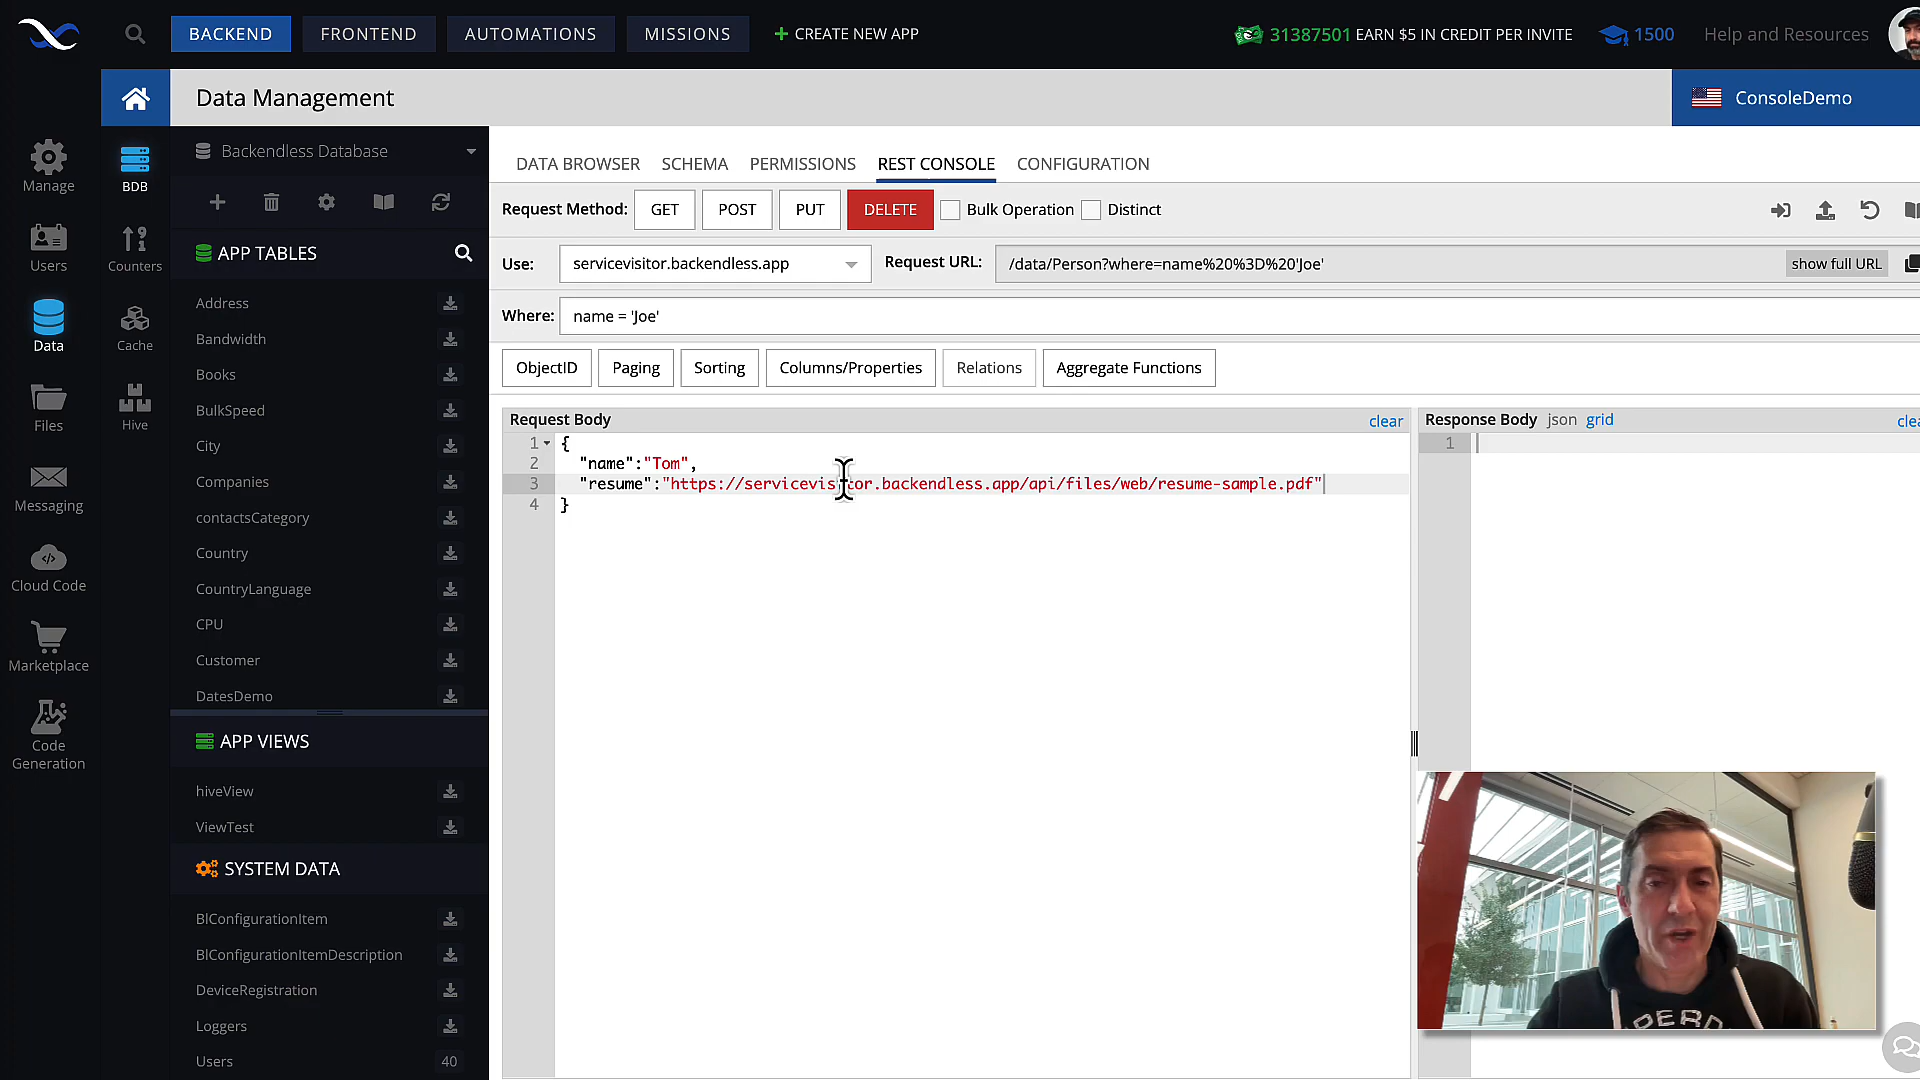 BACKEND
FRONTEND
AUTOMATIONS
MISSIONS
CREATE NEW APP
31387501 EARN $5 IN CREDIT PER INVITE
1500
Help and Resources
Data Management
ConsoleDemo
Manage
Users
Data
Files
Messaging
Cloud Code
Marketplace
Code
Generation
BDB
Counters
Cache
Hive
Backendless Database
APP TABLES
Address
Bandwidth
Books
BulkSpeed
City
Companies
contactsCategory
Country
CountryLanguage
CPU
Customer
DatesDemo
APP VIEWS
hiveView
ViewTest
SYSTEM DATA
BlConfigurationItem
BlConfigurationItemDescription
DeviceRegistration
Loggers
Users 40
DATA BROWSER
SCHEMA
PERMISSIONS
REST CONSOLE
CONFIGURATION
Request Method: GET POST PUT DELETE Bulk Operation Distinct
Use: servicevisitor.backendless.app Request URL: /data/Person?where=name%20%3D%20'Joe' show full URL
Where: name = 'Joe'
ObjectID Paging Sorting Columns/Properties Relations Aggregate Functions
Request Body clear
1 {
2 "name":"Tom",
3 "resume":"https://servicevisitor.backendless.app/api/files/web/resume-sample.pdf"
4 }
Response Body json grid clea
1
PERD